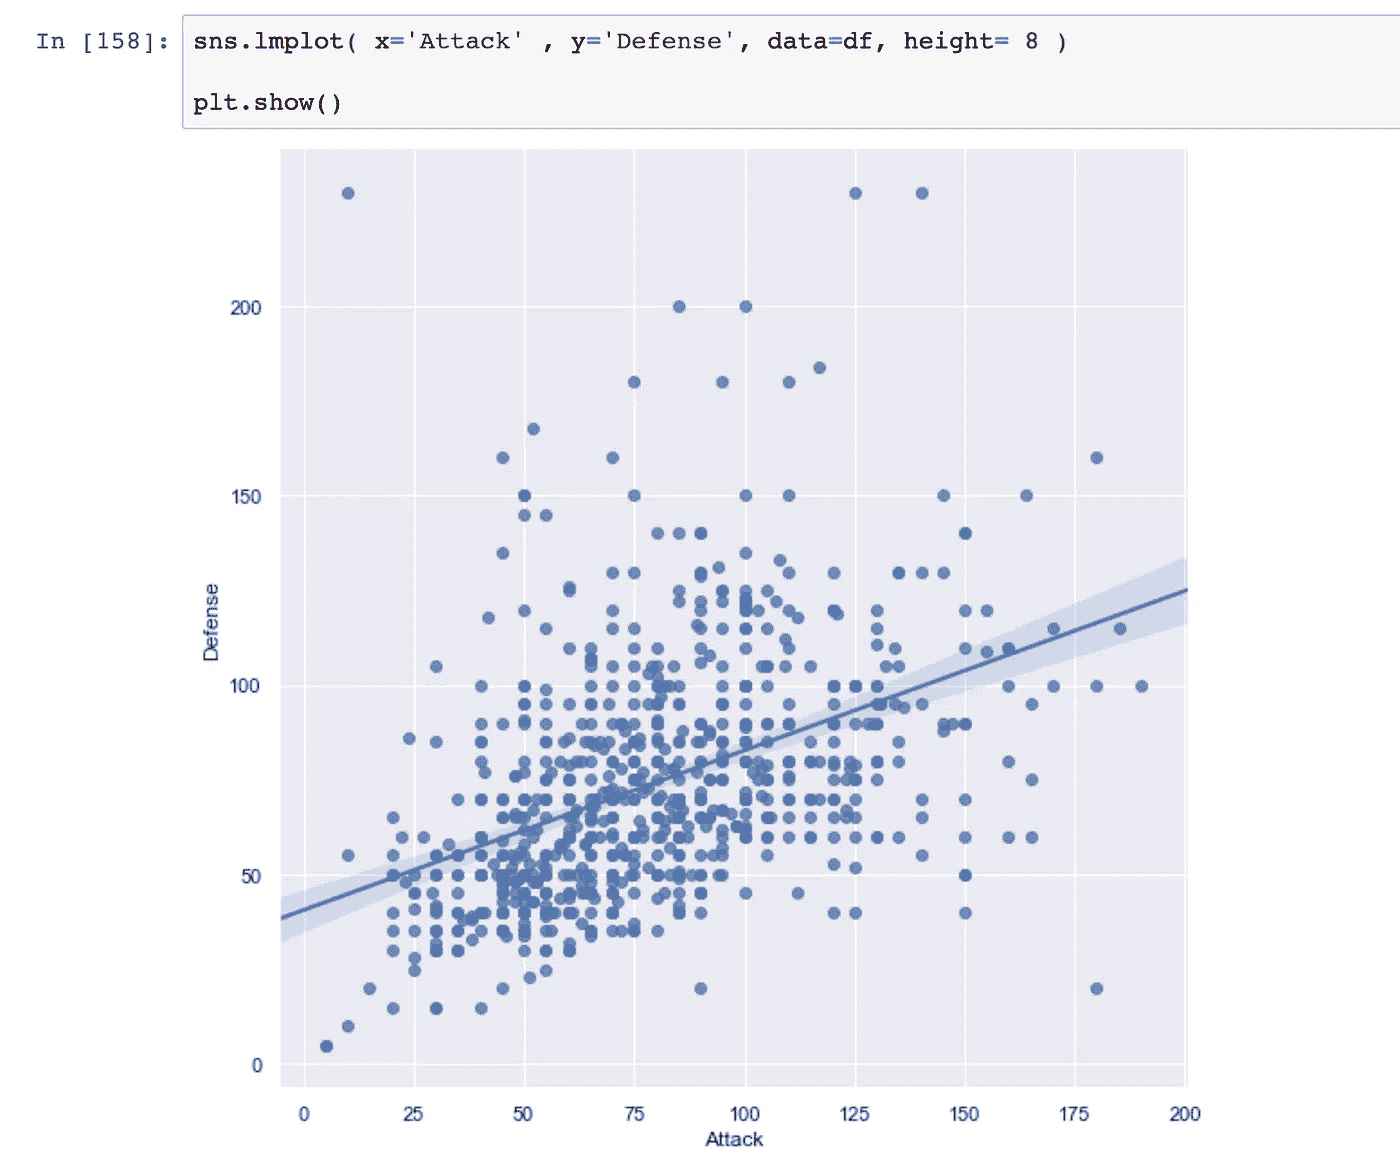 In [158]: sns.lmplot( x='Attack' , y='Defense', data=df, height= 8 )
plt.show()
200
150
100
50
0
Defense
0 25 50 75 100 125 150 175 200
Attack